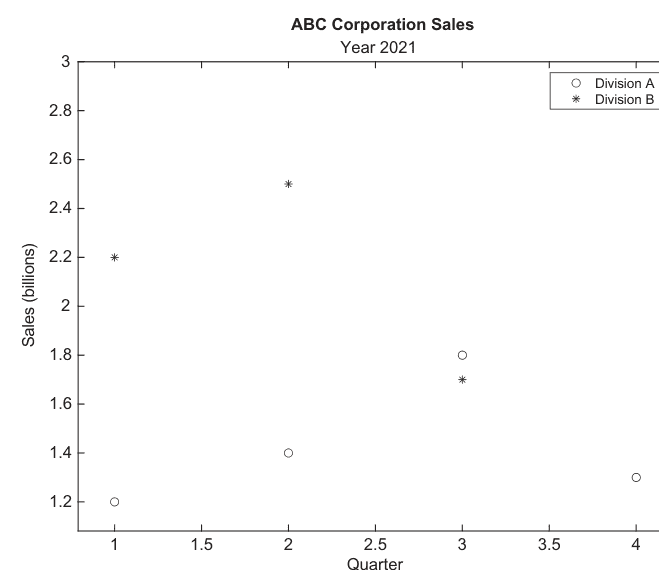 ABC Corporation Sales
Year 2021
3
2.8
2.6
2.4
2.2
2
1.8
1.6
1.4
1.2
Sales (billions)
Division A
Division B
1 1.5 2 2.5 3 3.5 4
Quarter